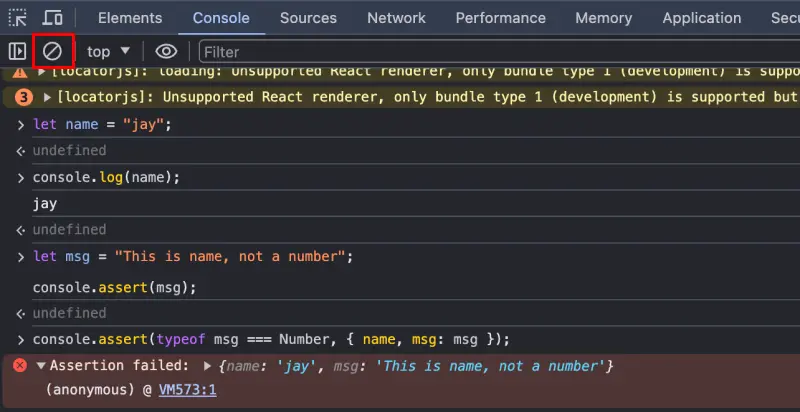 Elements Console Sources Network Performance Memory Application Sec
top ▼ Filter
▶ [locatorjs]: loading: Unsupported React renderer, only bundle type 1 (development) is suppo
3 ▶ [locatorjs]: Unsupported React renderer, only bundle type 1 (development) is supported but
> let name = "jay";
undefined
> console.log(name);
jay
undefined
> let msg = "This is name, not a number";
console.assert(msg);
undefined
> console.assert(typeof msg === Number, { name, msg: msg });
▼ Assertion failed: ▶ {name: 'jay', msg: 'This is name, not a number'}
(anonymous) @ VM573:1